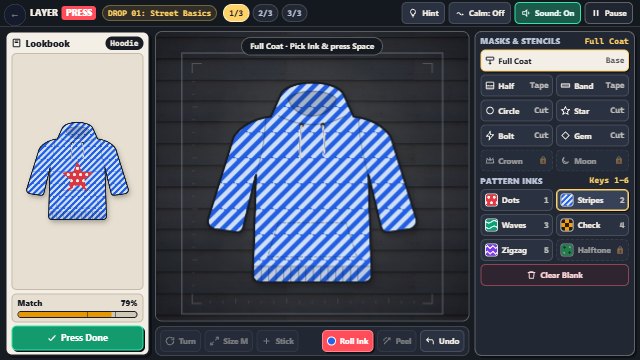 LAYER PRESS
DROP 01: Street Basics
1/3
2/3
3/3
Hint
Calm: Off
Sound: On
Pause
Lookbook
Hoodie
Match
79%
Press Done
Full Coat - Pick Ink & press Space
Turn
Size M
Stick
Roll Ink
Peel
Undo
MASKS & STENCILS
Full Coat
Full Coat
Base
Half
Tape
Band
Tape
Circle
Cut
Star
Cut
Bolt
Cut
Gem
Cut
Crown
Moon
PATTERN INKS
Keys 1-6
Dots
1
Stripes
2
Waves
3
Check
4
Zigzag
5
Halftone
Clear Blank